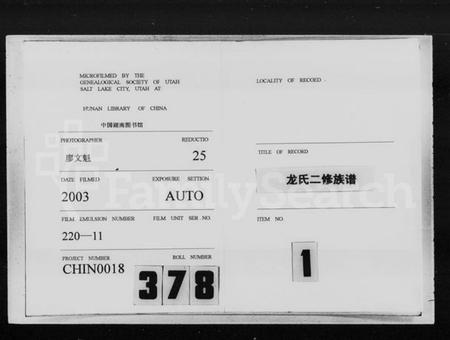 MICROFILMED BY THE
GENEALOGICAL SOCIETY OF UTAH
SALT LAKE CITY, UTAH AT
HUNAN LIBRARY OF CHINA
中国湖南图书馆
PHOTOGRAPHER REDUCTIO
廖文魁 25
DATE FILMED EXPOSURE SETTION
2003 AUTO
FILM EMULSION NUMBER FILM UNIT SER. NO.
220—11
PROJECT NUMBER ROLL NUMBER
CHIN0018 378
LOCALITY OF RECORD
TITLE OF RECORD
龙氏二修族谱
ITEM NO.
1
FamilySearch